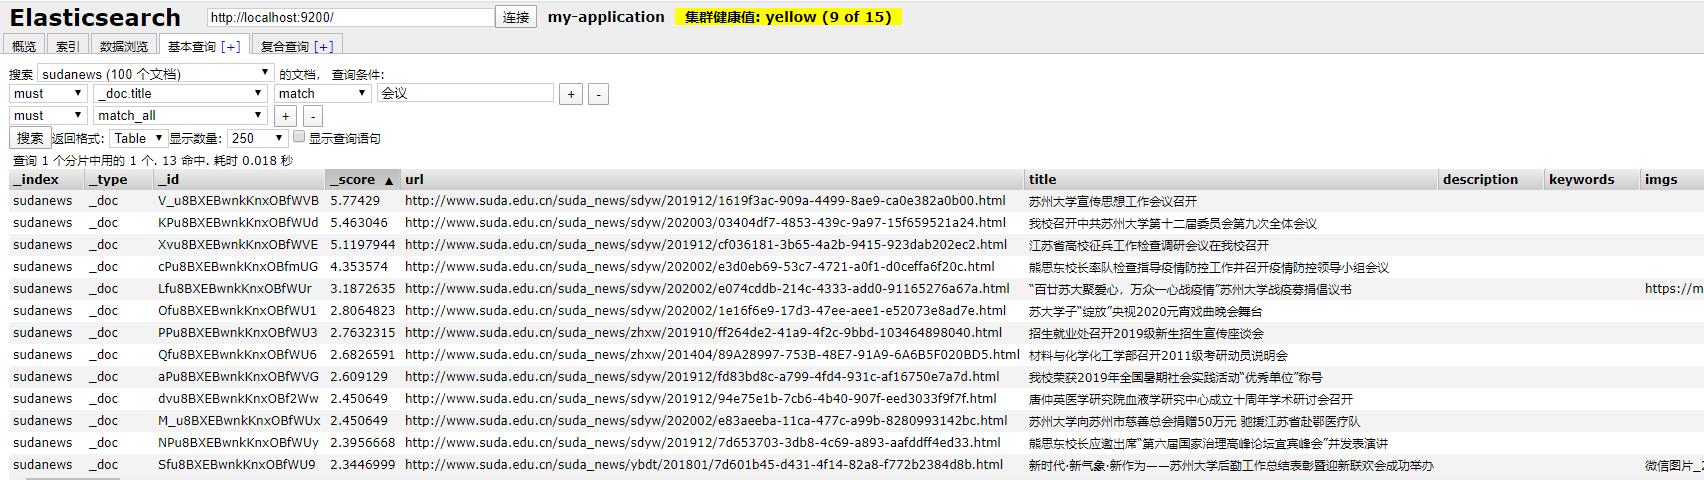 Elasticsearch http://localhost:9200/ 连接 my-application 集群健康值: yellow (9 of 15)
概览 索引 数据浏览 基本查询 [+] 复合查询 [+]
搜索 sudanews (100 个文档) 的文档， 查询条件:
must _doc.title match 会议 + -
must match_all + -
搜索 返回格式: Table 显示数量: 250 显示查询语句
查询 1 个分片中用的 1 个. 13 命中. 耗时 0.018 秒
_index _type _id _score ▲ url title description keywords imgs
sudanews _doc V_u8BXEBwnkKnxOBfWVB 5.77429 http://www.suda.edu.cn/suda_news/sdyw/201912/1619f3ac-909a-4499-8ae9-ca0e382a0b00.html 苏州大学宣传思想工作会议召开
sudanews _doc KPu8BXEBwnkKnxOBfWUd 5.463046 http://www.suda.edu.cn/suda_news/sdyw/202003/03404df7-4853-439c-9a97-15f659521a24.html 我校召开中共苏州大学第十二届委员会第九次全体会议
sudanews _doc Xvu8BXEBwnkKnxOBfWVE 5.1197944 http://www.suda.edu.cn/suda_news/sdyw/201912/cf036181-3b65-4a2b-9415-923dab202ec2.html 江苏省高校征兵工作检查调研会议在我校召开
sudanews _doc cPu8BXEBwnkKnxOBfmUG 4.353574 http://www.suda.edu.cn/suda_news/sdyw/202002/e3d0eb69-53c7-4721-a0f1-d0ceffa6f20c.html 熊思东校长率队检查指导疫情防控工作并召开疫情防控领导小组会议
sudanews _doc Lfu8BXEBwnkKnxOBfWUr 3.1872635 http://www.suda.edu.cn/suda_news/sdyw/202002/e074cddb-214c-4333-add0-91165276a67a.html “百廿苏大聚爱心，万众一心战疫情”苏州大学战疫募捐倡议书 https://m
sudanews _doc Ofu8BXEBwnkKnxOBfWU1 2.8064823 http://www.suda.edu.cn/suda_news/sdyw/202002/1e16f6e9-17d3-47ee-aee1-e52073e8ad7e.html 苏大学子“绽放”央视2020元宵戏曲晚会舞台
sudanews _doc PPu8BXEBwnkKnxOBfWU3 2.7632315 http://www.suda.edu.cn/suda_news/zhxw/201910/ff264de2-41a9-4f2c-9bbd-103464898040.html 招生就业处召开2019级新生招生宣传座谈会
sudanews _doc Qfu8BXEBwnkKnxOBfWU6 2.6826591 http://www.suda.edu.cn/suda_news/zhxw/201404/89A28997-753B-48E7-91A9-6A6B5F020BD5.html 材料与化学化工学部召开2011级考研动员说明会
sudanews _doc aPu8BXEBwnkKnxOBfWVG 2.609129 http://www.suda.edu.cn/suda_news/sdyw/201912/fd83bd8c-a799-4fd4-931c-af16750e7a7d.html 我校荣获2019年全国暑期社会实践活动“优秀单位”称号
sudanews _doc dvu8BXEBwnkKnxOBf2Ww 2.450649 http://www.suda.edu.cn/suda_news/sdyw/201912/94e75e1b-7cb6-4b40-907f-eed3033f9f7f.html 唐仲英医学研究院血液学研究中心成立十周年学术研讨会召开
sudanews _doc M_u8BXEBwnkKnxOBfWUx 2.450649 http://www.suda.edu.cn/suda_news/sdyw/202002/e83aeeba-11ca-477c-a99b-8280993142bc.html 苏州大学向苏州市慈善总会捐赠50万元 驰援江苏省赴鄂医疗队
sudanews _doc NPu8BXEBwnkKnxOBfWUy 2.3956668 http://www.suda.edu.cn/suda_news/sdyw/201912/7d653703-3db8-4c69-a893-aafddff4ed33.html 熊思东校长应邀出席“第六届国家治理高峰论坛宜宾峰会”并发表演讲
sudanews _doc Sfu8BXEBwnkKnxOBfWU9 2.3446999 http://www.suda.edu.cn/suda_news/ybdt/201801/7d601b45-d431-4f14-82a8-f772b2384d8b.html 新时代·新气象·新作为——苏州大学后勤工作总结表彰暨迎新联欢会成功举办 微信图片_2